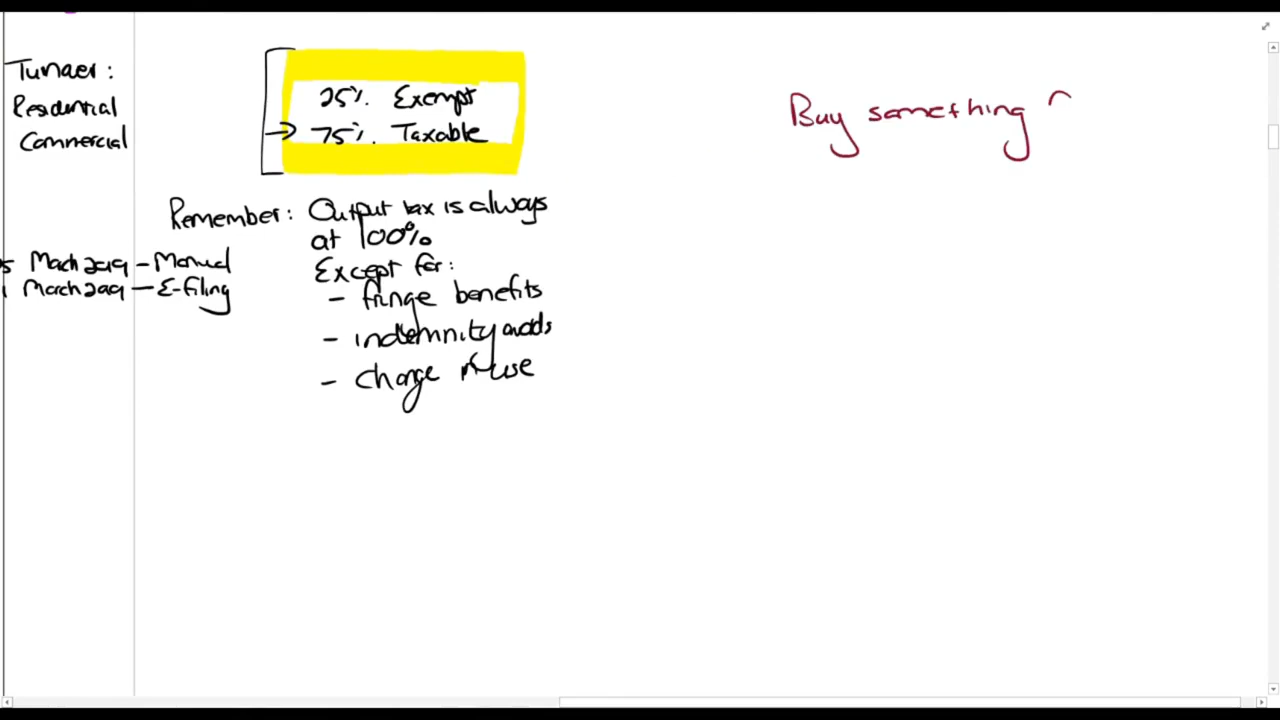 Turnover:
Residential
Commercial
25%. Exempt
→ 75%. Taxable
Remember: Output tax is always
at 100%
Except for:
- fringe benefits
- indemnity awards
- change in use
March 2019 - Manual
March 2019 - E-filing
Buy something